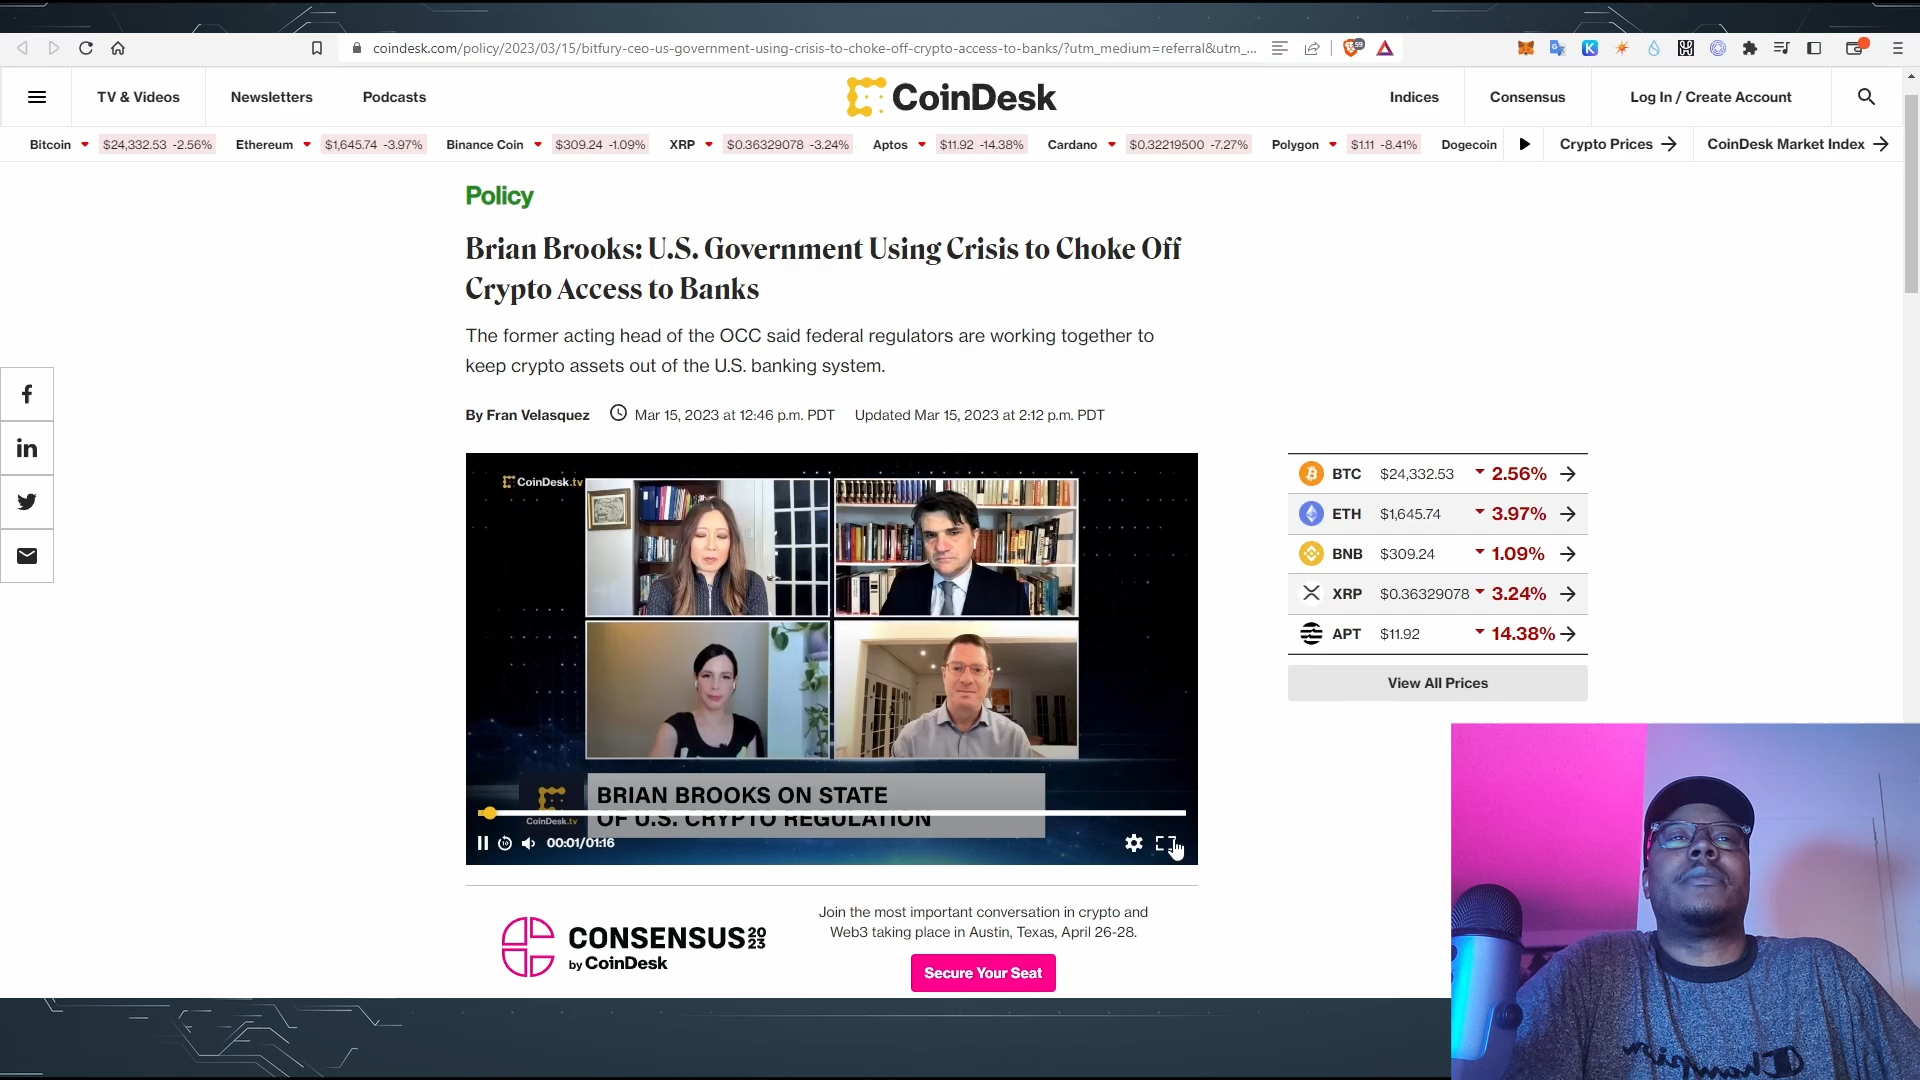 coindesk.com/policy/2023/03/15/bitfury-ceo-us-government-using-crisis-to-choke-off-crypto-access-to-banks/?utm_medium=referral&utm_...
59
TV & Videos
Newsletters
Podcasts
CoinDesk
Indices
Consensus
Log In / Create Account
Bitcoin $24,332.53 -2.56% Ethereum $1,645.74 -3.97% Binance Coin $309.24 -1.09% XRP $0.36329078 -3.24% Aptos $11.92 -14.38% Cardano $0.32219500 -7.27% Polygon $1.11 -8.41% Dogecoin
Crypto Prices
CoinDesk Market Index
Policy
Brian Brooks: U.S. Government Using Crisis to Choke Off
Crypto Access to Banks
The former acting head of the OCC said federal regulators are working together to
keep crypto assets out of the U.S. banking system.
By Fran Velasquez Mar 15, 2023 at 12:46 p.m. PDT Updated Mar 15, 2023 at 2:12 p.m. PDT
CoinDesk.tv
BRIAN BROOKS ON STATE
OF U.S. CRYPTO REGULATION
CoinDesk.tv
00:01/01:16
BTC $24,332.53 2.56%
ETH $1,645.74 3.97%
BNB $309.24 1.09%
XRP $0.36329078 3.24%
APT $11.92 14.38%
View All Prices
CONSENSUS 20
23
by CoinDesk
Join the most important conversation in crypto and
Web3 taking place in Austin, Texas, April 26-28.
Secure Your Seat
Champion